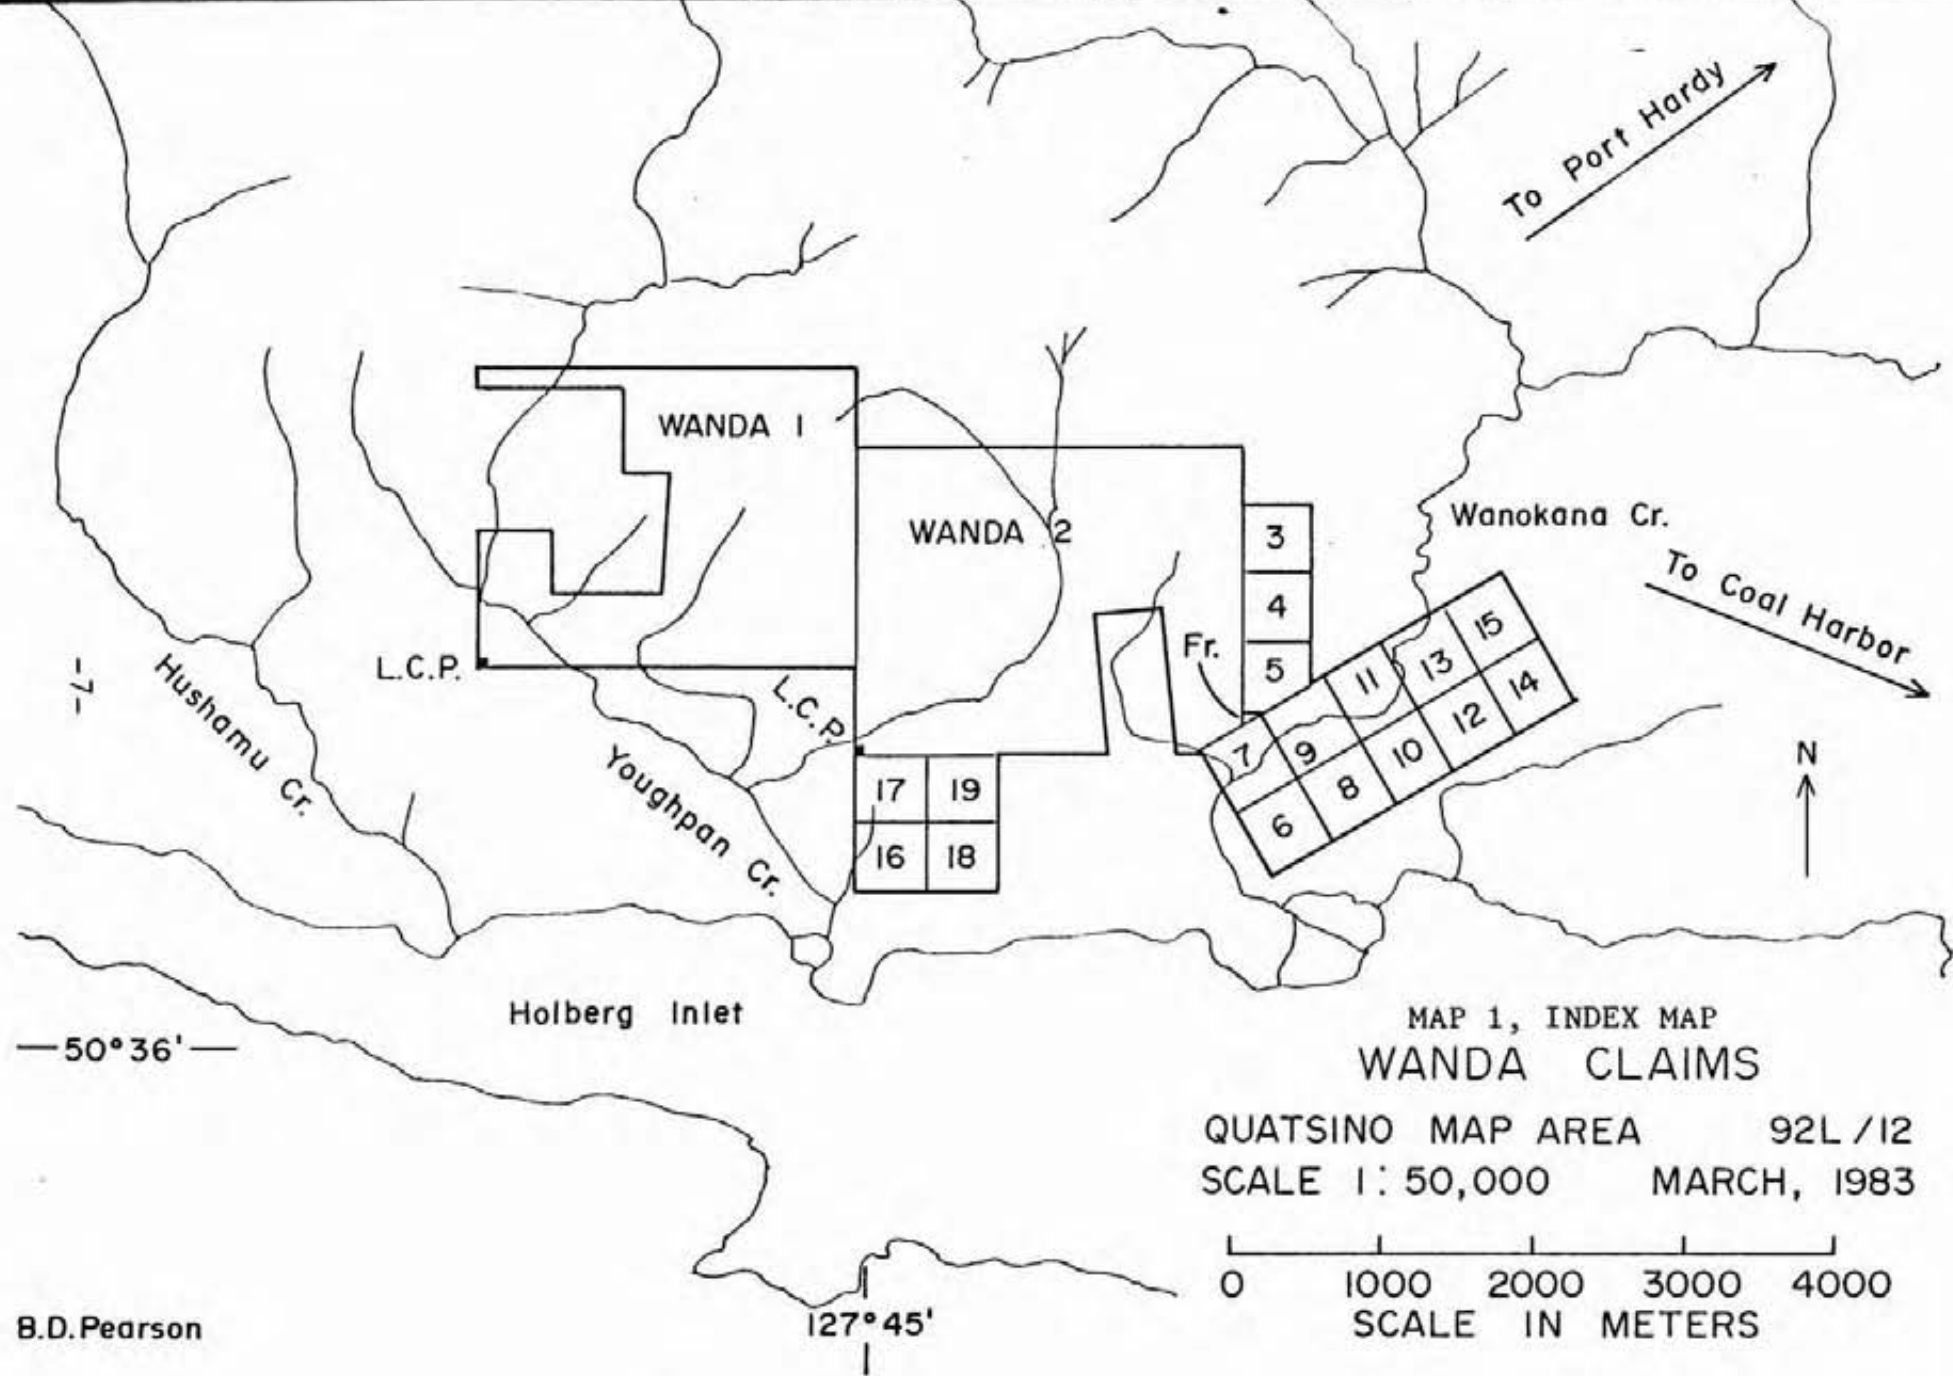 To Port Hardy
WANDA 1
WANDA 2
Wanokana Cr.
To Coal Harbor
3
4
5
Fr.
L.C.P.
L.C.P.
-7-
Hushamu Cr.
Youghpan Cr.
15
13
11
14
12
10
9
7
8
6
17 19
16 18
N
Holberg Inlet
50°36'
MAP 1, INDEX MAP
WANDA CLAIMS
QUATSINO MAP AREA 92L/12
SCALE 1:50,000 MARCH, 1983
0 1000 2000 3000 4000
SCALE IN METERS
B.D.Pearson
127°45'